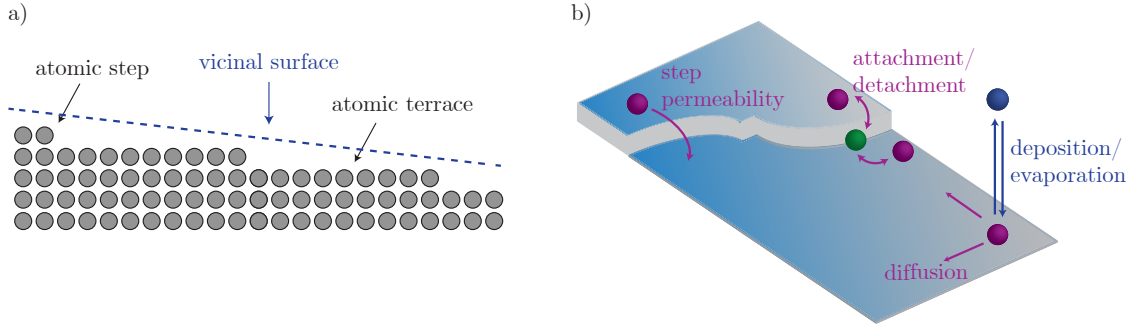 a)
atomic step
vicinal surface
atomic terrace
b)
step
permeability
attachment/
detachment
deposition/
evaporation
diffusion